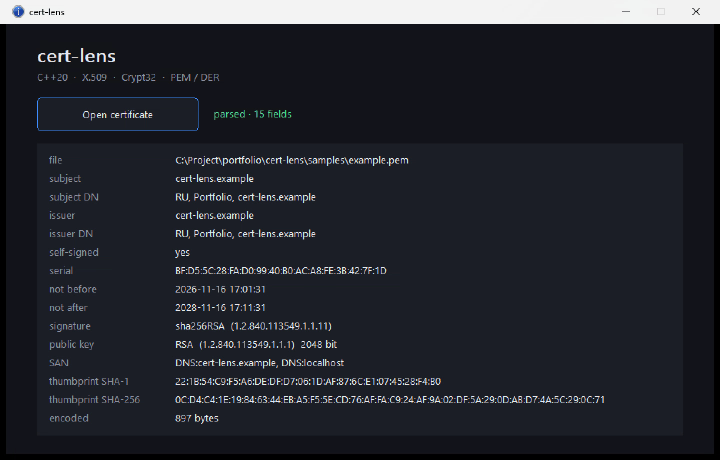 cert-lens
cert-lens
C++20 · X.509 · Crypt32 · PEM / DER
Open certificate parsed · 15 fields
file C:\Project\portfolio\cert-lens\samples\example.pem
subject cert-lens.example
subject DN RU, Portfolio, cert-lens.example
issuer cert-lens.example
issuer DN RU, Portfolio, cert-lens.example
self-signed yes
serial BF:D5:5C:28:FA:D0:99:40:B0:AC:A8:FE:3B:42:7F:1D
not before 2026-11-16 17:01:31
not after 2028-11-16 17:11:31
signature sha256RSA (1.2.840.113549.1.1.11)
public key RSA (1.2.840.113549.1.1.1) 2048 bit
SAN DNS:cert-lens.example, DNS:localhost
thumbprint SHA-1 22:1B:54:C9:F5:A6:DE:DF:D7:06:1D:AF:87:6C:E1:07:45:28:F4:B0
thumbprint SHA-256 0C:D4:C4:1E:19:84:63:44:EB:A5:F5:5E:CD:76:AF:FA:C9:24:AF:9A:02:DF:5A:29:0D:AB:D7:4A:5C:29:0C:71
encoded 897 bytes